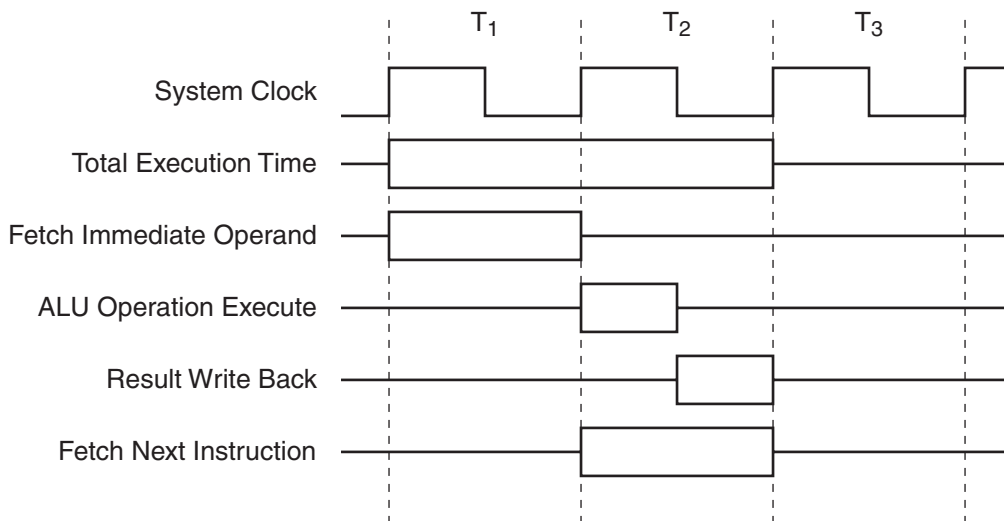 T1 T2 T3
System Clock
Total Execution Time
Fetch Immediate Operand
ALU Operation Execute
Result Write Back
Fetch Next Instruction